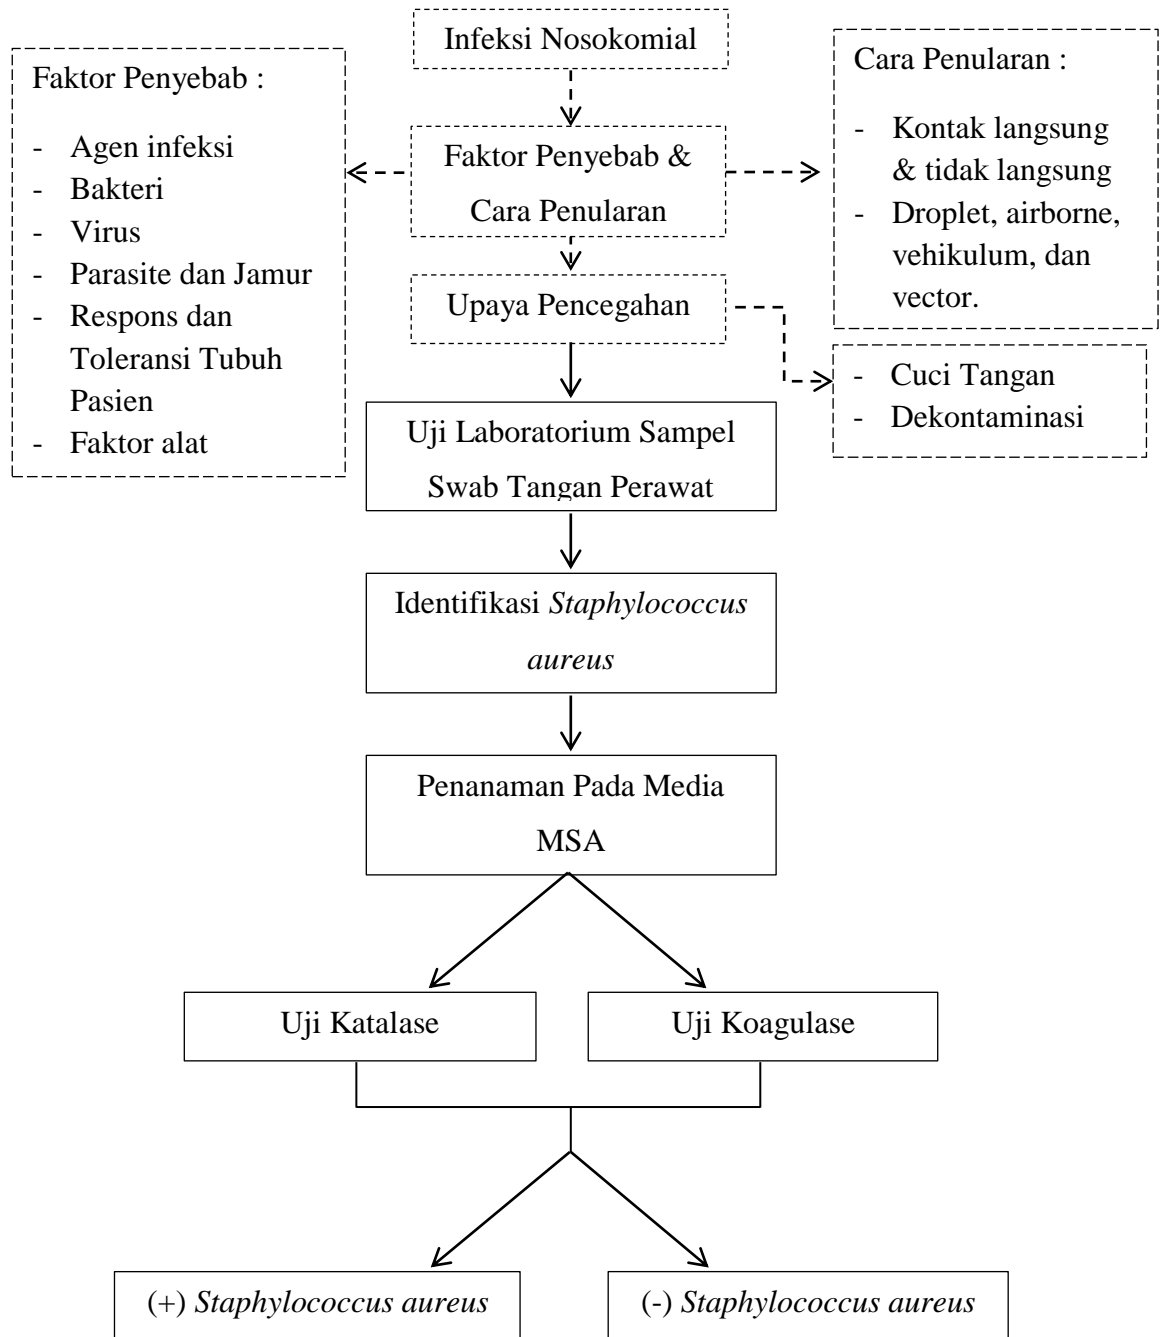 Infeksi Nosokomial
Faktor Penyebab :
- Agen infeksi
- Bakteri
- Virus
- Parasite dan Jamur
- Respons dan
Toleransi Tubuh
Pasien
- Faktor alat
Faktor Penyebab &
Cara Penularan
Cara Penularan :
- Kontak langsung
& tidak langsung
- Droplet, airborne,
vehikulum, dan
vector.
Upaya Pencegahan
- Cuci Tangan
- Dekontaminasi
Uji Laboratorium Sampel
Swab Tangan Perawat
Identifikasi Staphylococcus
aureus
Penanaman Pada Media
MSA
Uji Katalase
Uji Koagulase
(+) Staphylococcus aureus
(-) Staphylococcus aureus